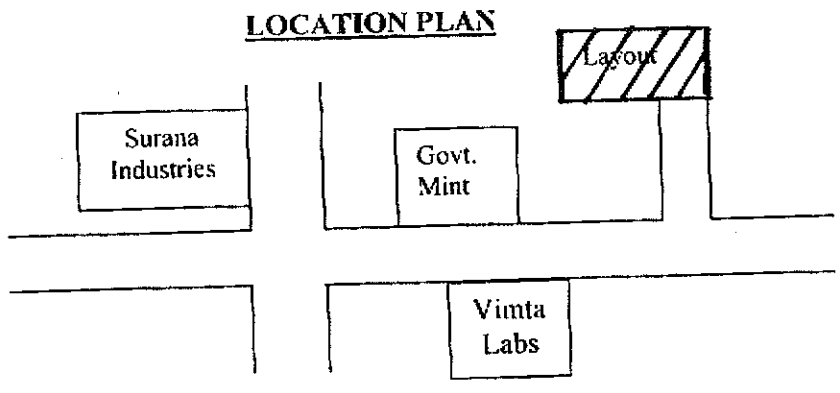 LOCATION PLAN
Layout
Surana
Industries
Govt.
Mint
Vimta
Labs